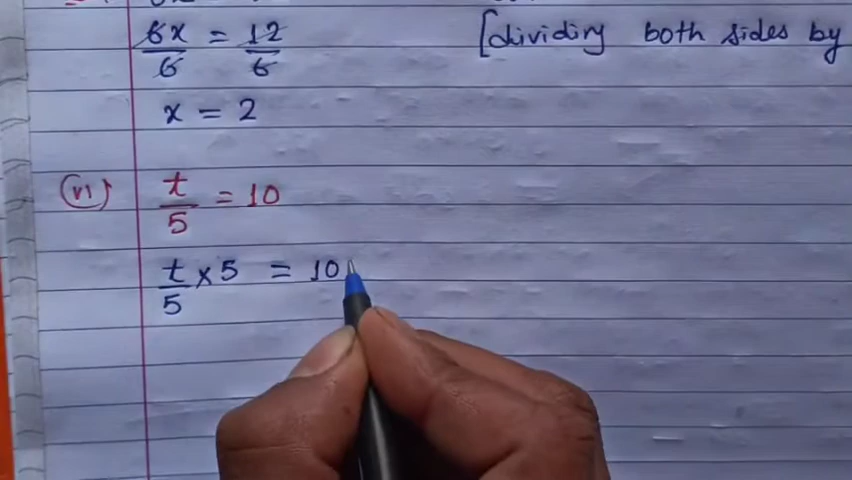 6x/6 = 12/6 [dividing both sides by
x = 2
(vi) t/5 = 10
t/5 × 5 = 10